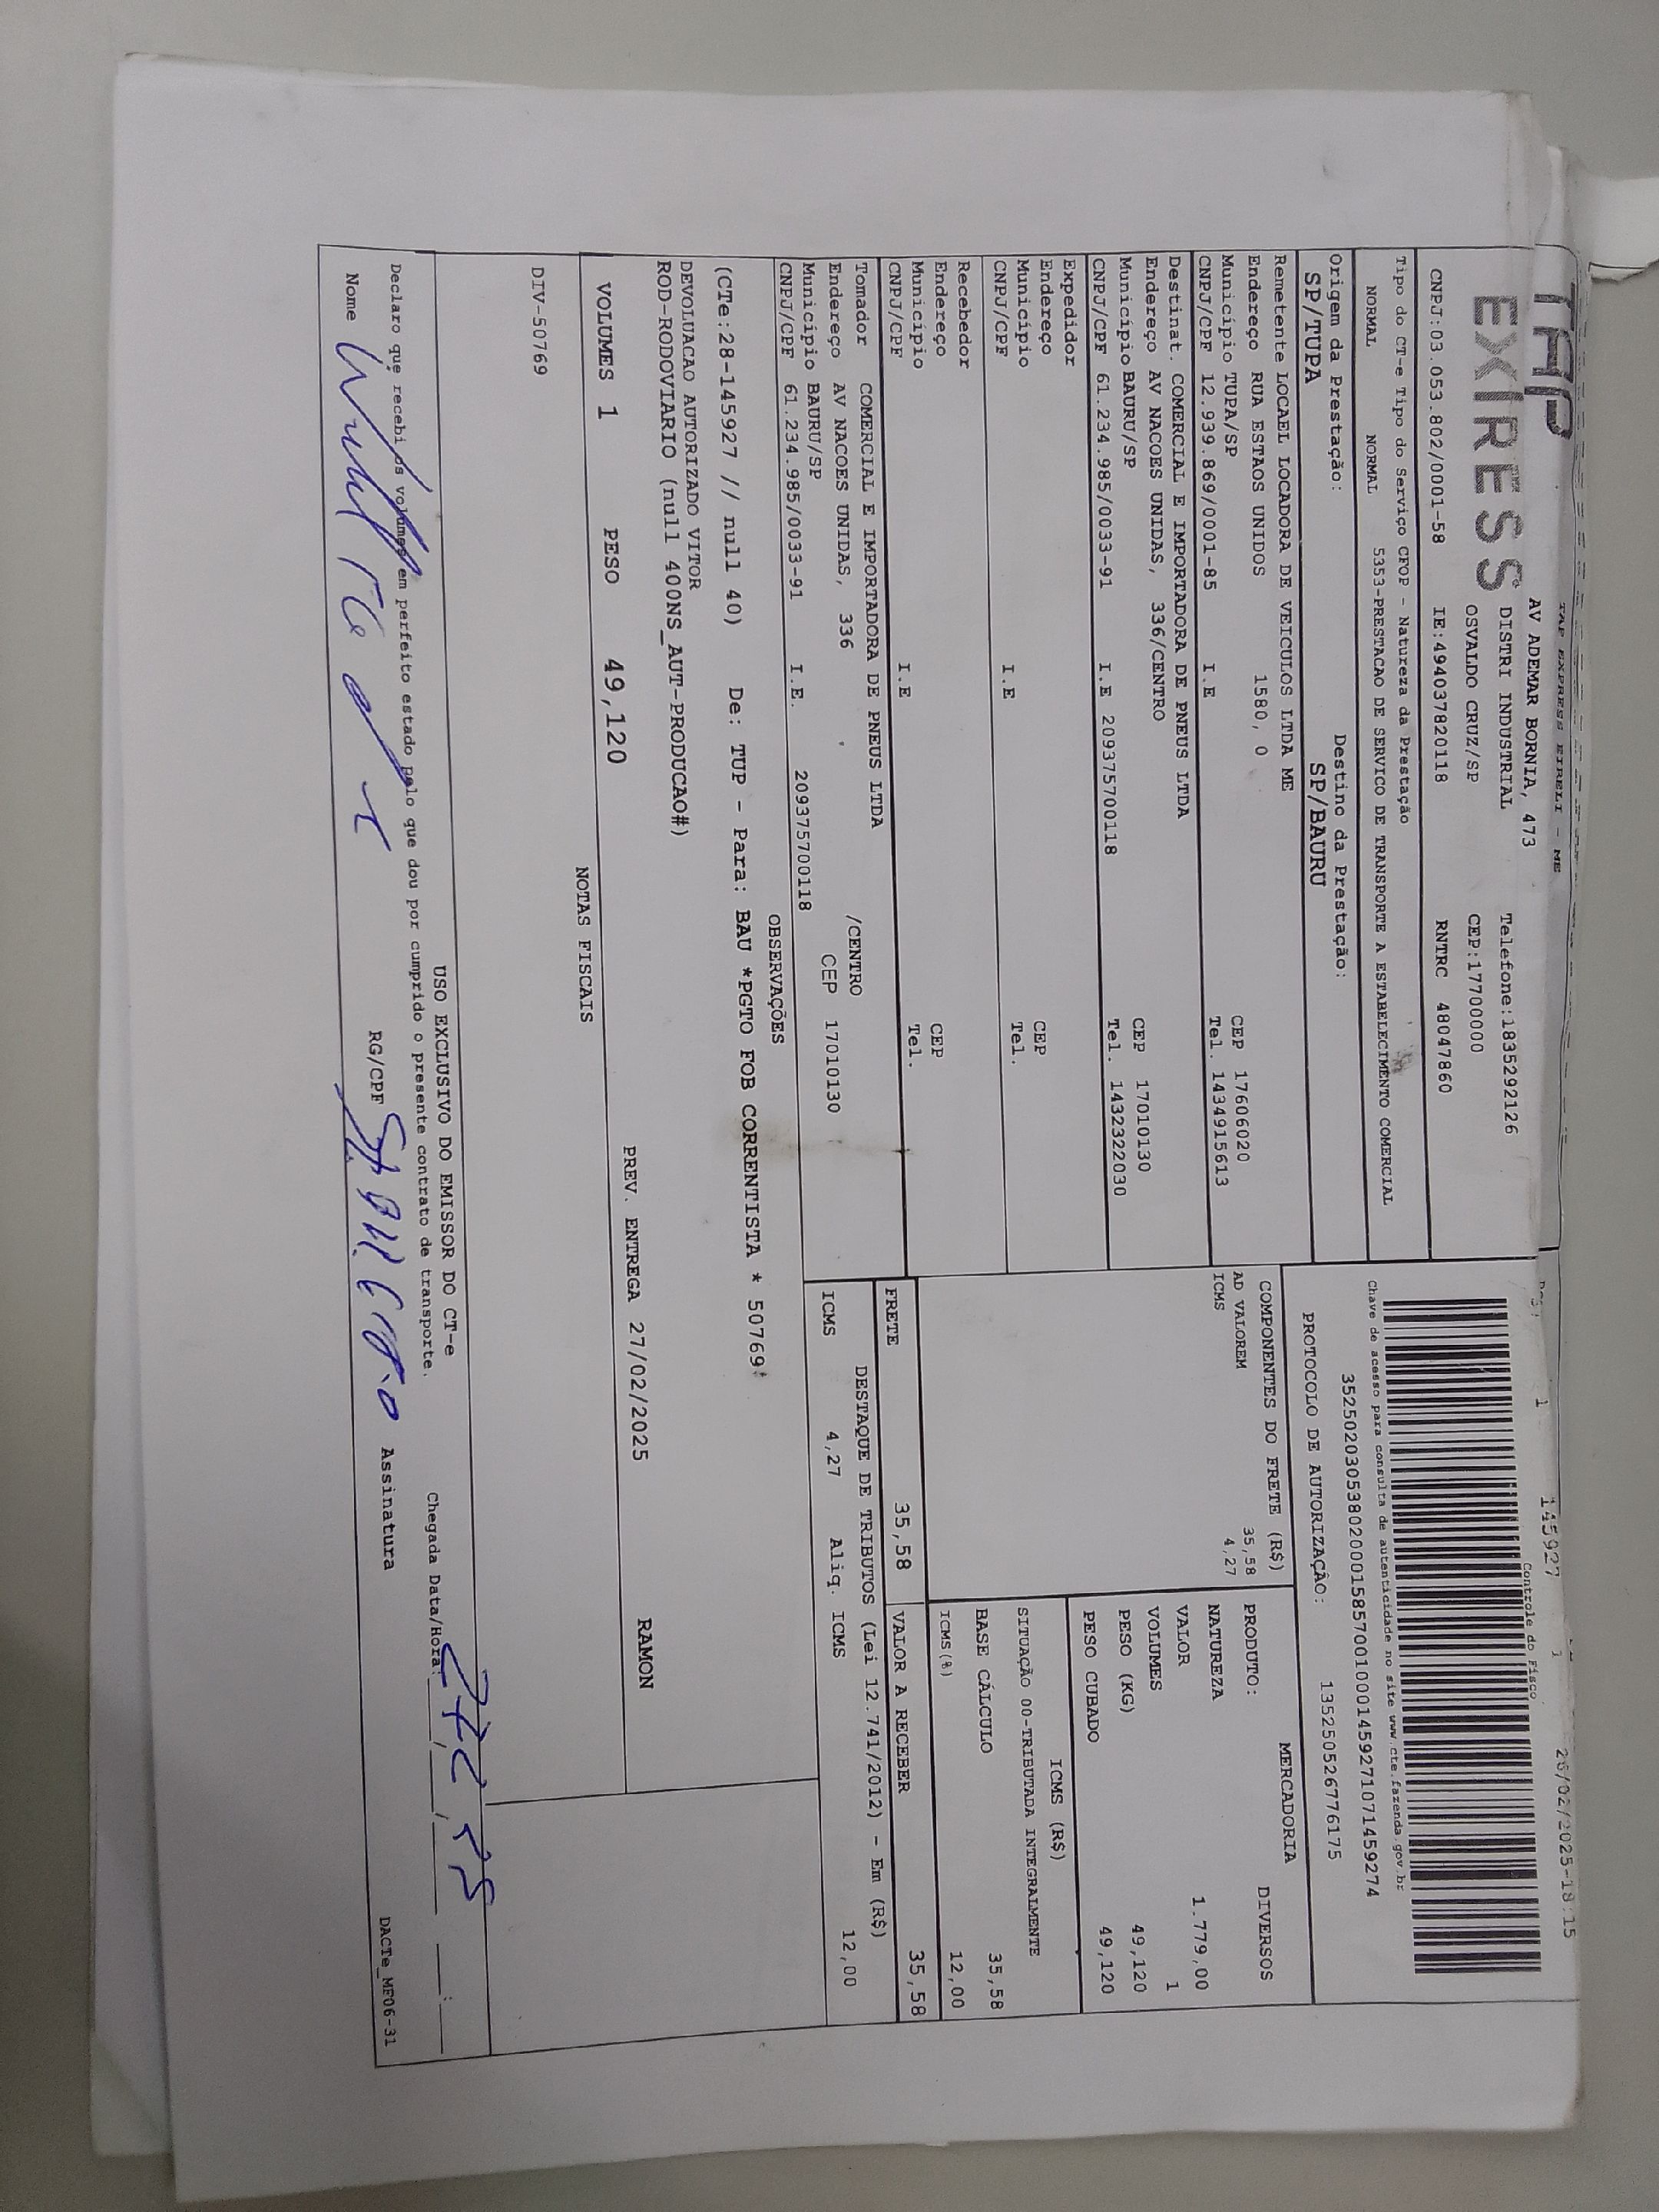 TAP EXPRESS EIRELI - ME
TAP
EXPRESS
AV ADEMAR BORNIA, 473
DISTRI INDUSTRIAL Telefone:1835292126
OSVALDO CRUZ/SP CEP:17700000
CNPJ:03.053.802/0001-58 IE:494037820118 RNTRC 48047860
1 145927 1 26/02/2025-18:15
Controle do Fisco
Chave de acesso para consulta de autenticidade no site www.cte.fazenda.gov.br
35250203053802000158570010001459271071459274
PROTOCOLO DE AUTORIZAÇÃO: 135250526776175
Tipo do CT-e Tipo do Serviço CFOP - Natureza da Prestação
NORMAL NORMAL 5353-PRESTACAO DE SERVICO DE TRANSPORTE A ESTABELECIMENTO COMERCIAL
Origem da Prestação: Destino da Prestação:
SP/TUPA SP/BAURU
Remetente LOCAEL LOCADORA DE VEICULOS LTDA ME
Endereço RUA ESTAOS UNIDOS 1580, 0 CEP 17606020
Município TUPA/SP Tel. 1434915613
CNPJ/CPF 12.939.869/0001-85 I.E
Destinat. COMERCIAL E IMPORTADORA DE PNEUS LTDA
Endereço AV NACOES UNIDAS, 336/CENTRO CEP 17010130
Município BAURU/SP Tel. 1432322030
CNPJ/CPF 61.234.985/0033-91 I.E 209375700118
Expedidor
Endereço CEP
Município Tel.
CNPJ/CPF I.E
Recebedor
Endereço CEP
Município Tel.
CNPJ/CPF I.E
Tomador COMERCIAL E IMPORTADORA DE PNEUS LTDA
Endereço AV NACOES UNIDAS, 336 /CENTRO
Município BAURU/SP CEP 17010130
CNPJ/CPF 61.234.985/0033-91 I.E. 209375700118
COMPONENTES DO FRETE (R$)
AD VALOREM 35,58
ICMS 4,27
MERCADORIA
PRODUTO: DIVERSOS
NATUREZA
VALOR 1.779,00
VOLUMES 1
PESO (KG) 49,120
PESO CUBADO 49,120
ICMS (R$)
SITUAÇÃO 00-TRIBUTADA INTEGRALMENTE
BASE CÁLCULO 35,58
ICMS(%) 12,00
FRETE 35,58 VALOR A RECEBER 35,58
DESTAQUE DE TRIBUTOS (Lei 12.741/2012) - Em (R$)
ICMS 4,27 Aliq. ICMS 12,00
OBSERVAÇÕES
(CTe:28-145927 // null 40) De: TUP - Para: BAU *PGTO FOB CORRENTISTA * 50769*
DEVOLUACAO AUTORIZADO VITOR
ROD-RODOVIARIO (null 400NS_AUT-PRODUCAO#)
VOLUMES 1 PESO 49,120 PREV. ENTREGA 27/02/2025 RAMON
NOTAS FISCAIS
DIV-50769
USO EXCLUSIVO DO EMISSOR DO CT-e
Declaro que recebi os volumes em perfeito estado pelo que dou por cumprido o presente contrato de transporte. Chegada Data/Hora: / / :
Nome RG/CPF Assinatura
DACTe_MF06-31